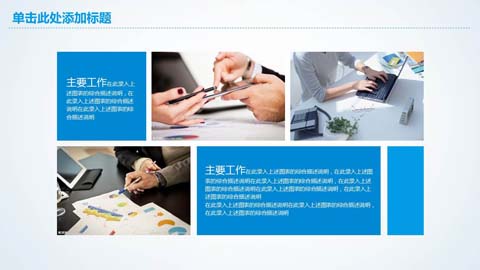 单击此处添加标题
主要工作在此录入上
述图表的综合描述说明，在
此录入上述图表的综合描述
说明在此录入上述图表的综
合描述说明
主要工作在此录入上述图表的综合描述说明，在此录入上述图
表的综合描述说明在此录入上述图表的综合描述说明，在此录入上述
图表的综合描述说明在此录入上述图表的综合描述说明，在此录入上
述图表的综合描述说明
在此录入上述图表的综合描述说明在此录入上述图表的综合描述说明，
在此录入上述图表的综合描述说明